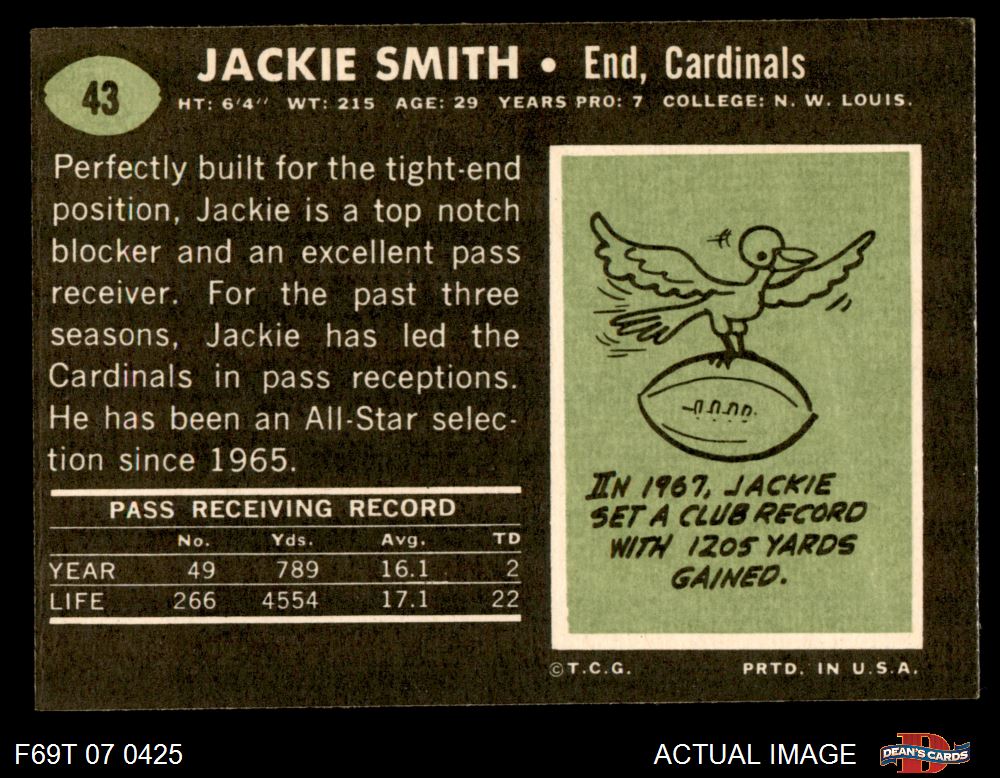 43
JACKIE SMITH • End, Cardinals
HT: 6'4'' WT: 215 AGE: 29 YEARS PRO: 7 COLLEGE: N. W. LOUIS.
Perfectly built for the tight-end
position, Jackie is a top notch
blocker and an excellent pass
receiver. For the past three
seasons, Jackie has led the
Cardinals in pass receptions.
He has been an All-Star selec-
tion since 1965.
PASS RECEIVING RECORD
No. Yds. Avg. TD
YEAR 49 789 16.1 2
LIFE 266 4554 17.1 22
IN 1967, JACKIE
SET A CLUB RECORD
WITH 1205 YARDS
GAINED.
©T.C.G. PRTD. IN U.S.A.
F69T 07 0425
ACTUAL IMAGE
D
DEAN'S CARDS